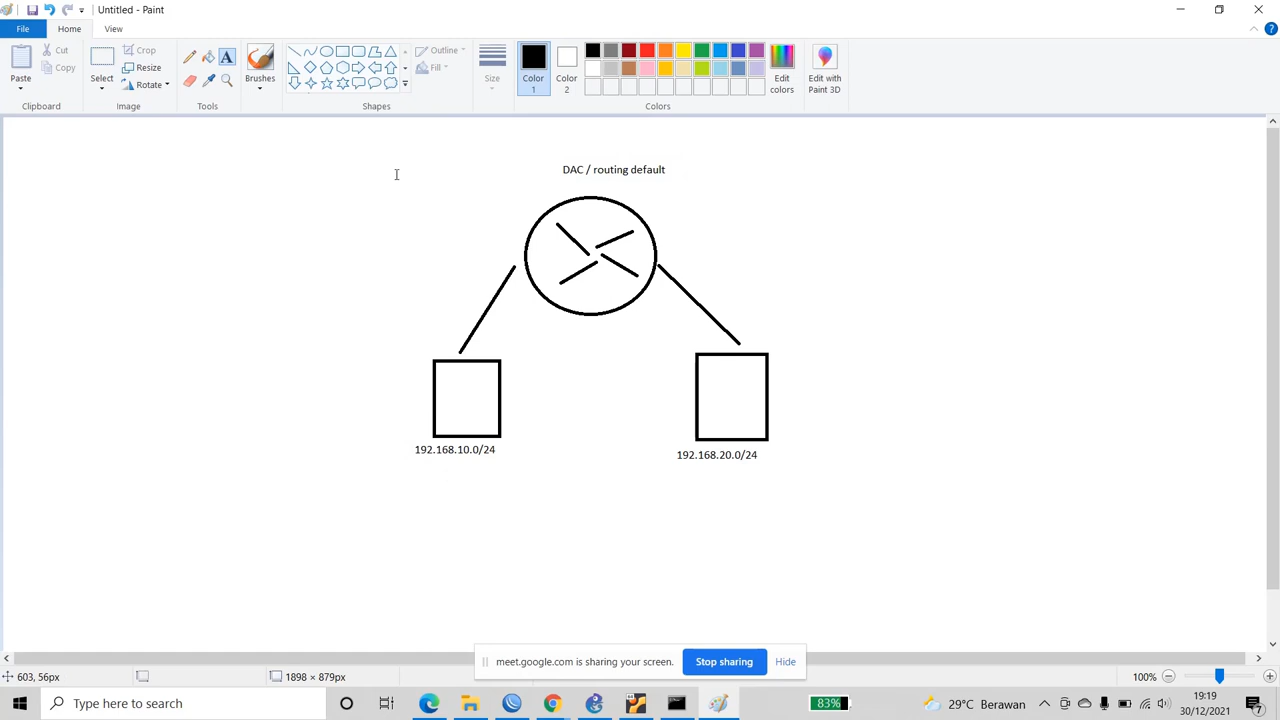 Untitled - Paint
File
Home
View
Paste
Cut
Copy
Clipboard
Select
Crop
Resize
Rotate
Image
Tools
Brushes
Shapes
Outline
Fill
Size
Color 1
Color 2
Edit colors
Colors
Edit with Paint 3D
DAC / routing default
192.168.10.0/24
192.168.20.0/24
meet.google.com is sharing your screen.
Stop sharing
Hide
603, 56px
1898 × 879px
100%
Type here to search
83%
29°C Berawan
19:19
30/12/2021
7